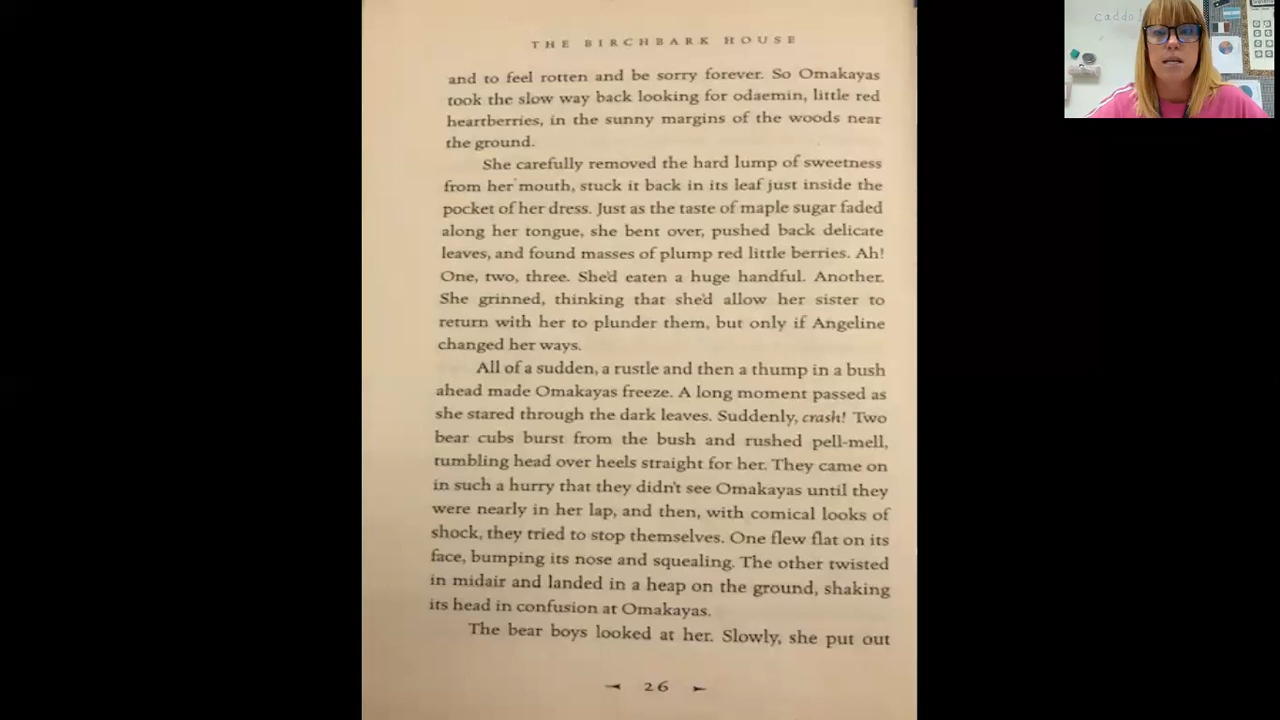 THE BIRCHBARK HOUSE
and to feel rotten and be sorry forever. So Omakayas
took the slow way back looking for odaemin, little red
heartberries, in the sunny margins of the woods near
the ground.
She carefully removed the hard lump of sweetness
from her mouth, stuck it back in its leaf just inside the
pocket of her dress. Just as the taste of maple sugar faded
along her tongue, she bent over, pushed back delicate
leaves, and found masses of plump red little berries. Ah!
One, two, three. She'd eaten a huge handful. Another.
She grinned, thinking that she'd allow her sister to
return with her to plunder them, but only if Angeline
changed her ways.
All of a sudden, a rustle and then a thump in a bush
ahead made Omakayas freeze. A long moment passed as
she stared through the dark leaves. Suddenly, crash! Two
bear cubs burst from the bush and rushed pell-mell,
tumbling head over heels straight for her. They came on
in such a hurry that they didn't see Omakayas until they
were nearly in her lap, and then, with comical looks of
shock, they tried to stop themselves. One flew flat on its
face, bumping its nose and squealing. The other twisted
in midair and landed in a heap on the ground, shaking
its head in confusion at Omakayas.
The bear boys looked at her. Slowly, she put out
26